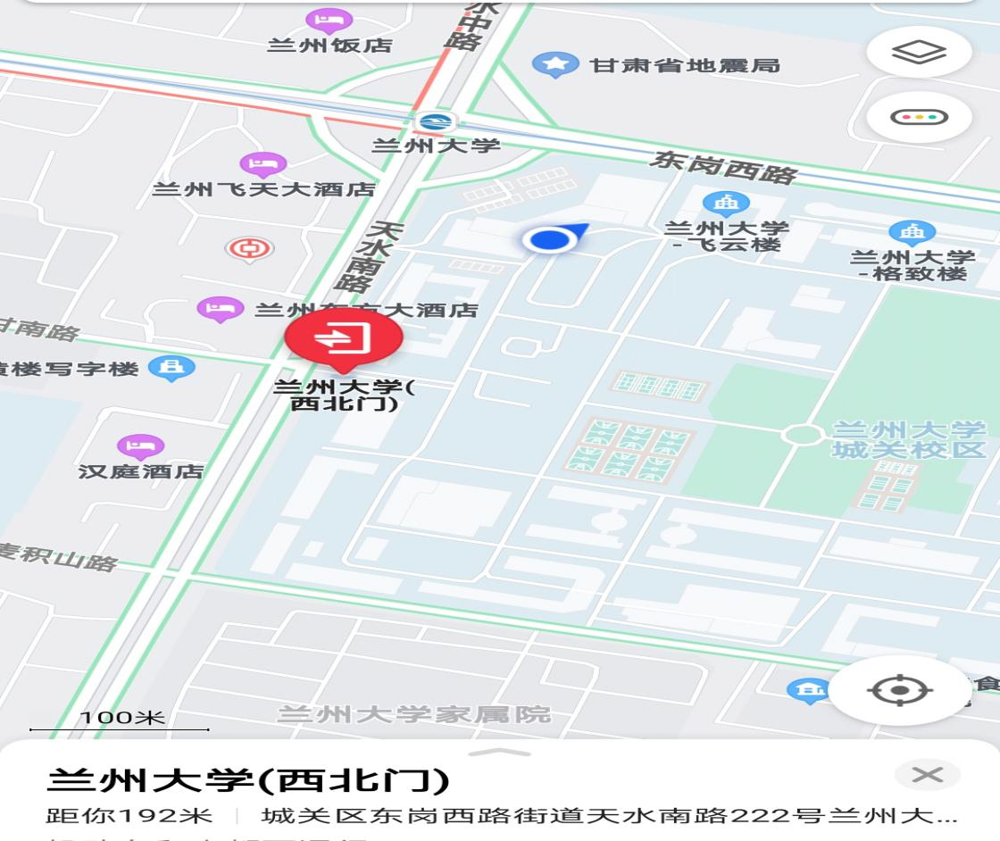 水中路
兰州饭店
甘肃省地震局
兰州大学
东岗西路
兰州飞天大酒店
兰州大学
-飞云楼
兰州大学
-格致楼
天水南路
兰州东方大酒店
甘南路
楼写字楼
兰州大学(
西北门)
兰州大学
城关校区
汉庭酒店
麦积山路
食
兰州大学家属院
100米
兰州大学(西北门)
距你192米
城关区东岗西路街道天水南路222号兰州大...